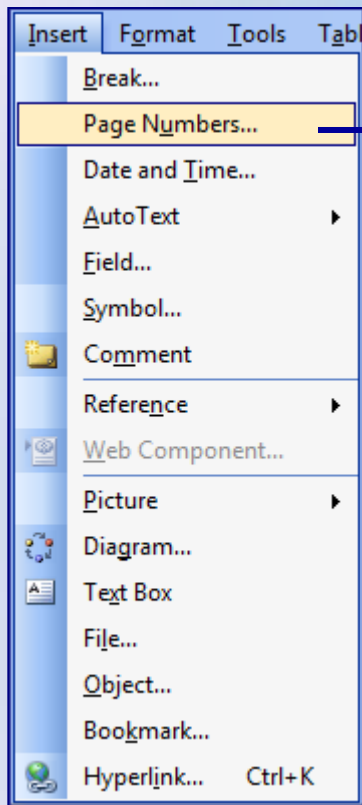 Insert Format Tools Tabl
Break...
Page Numbers...
Date and Time...
AutoText
Field...
Symbol...
Comment
Reference
Web Component...
Picture
Diagram...
Text Box
File...
Object...
Bookmark...
Hyperlink... Ctrl+K